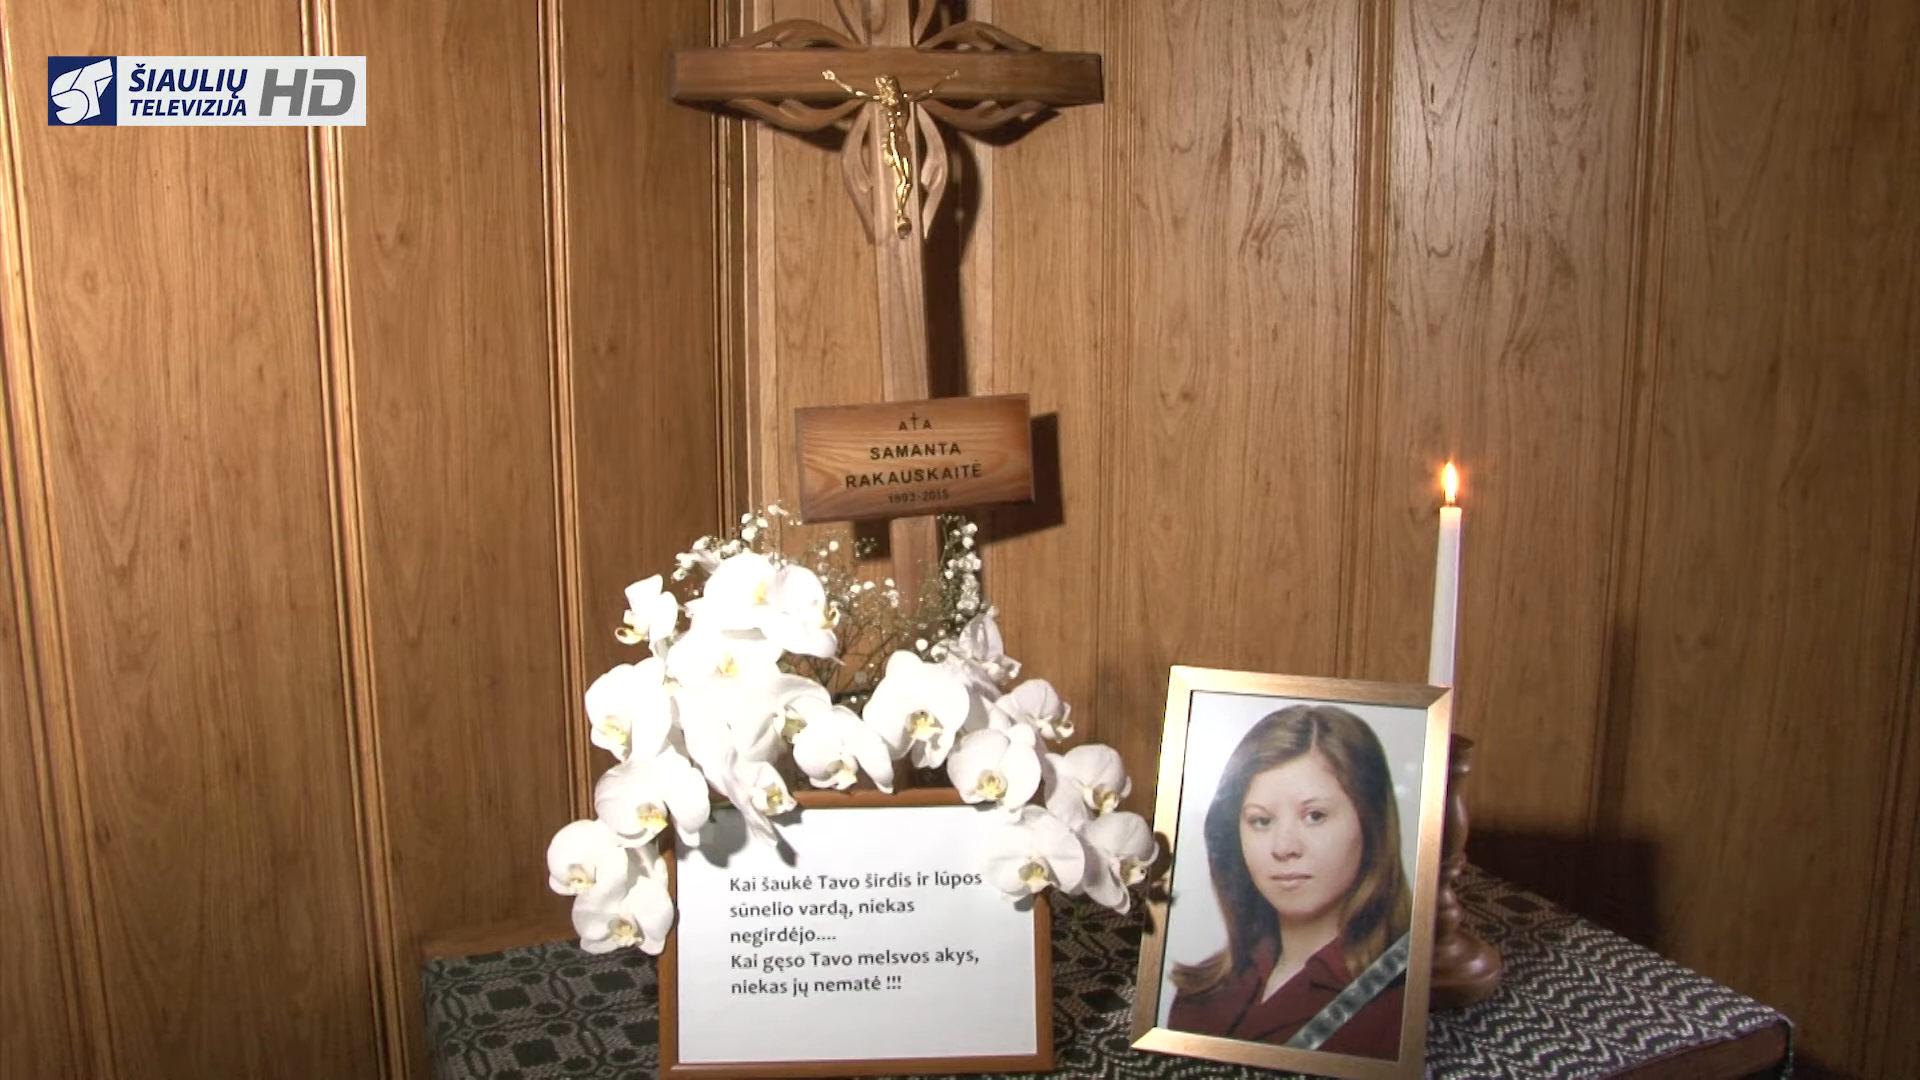 ŠIAULIŲ
TELEVIZIJA HD
A†A
SAMANTA
RAKAUSKAITĖ
1993-2015
Kai šaukė Tavo širdis ir lūpos
sūnelio vardą, niekas
negirdėjo....
Kai gęso Tavo melsvos akys,
niekas jų nematė !!!